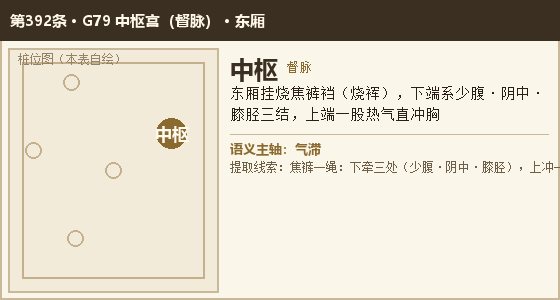 第392条・G79 中枢宫（督脉）・东厢
桩位图（本表自绘）
中枢
中枢 督脉
东厢挂烧焦裤裆（烧裈），下端系少腹・阴中・
膝胫三结，上端一股热气直冲胸
语义主轴：气滞
提取线索：焦裤一绳：下牵三处（少腹・阴中・膝胫），上冲一